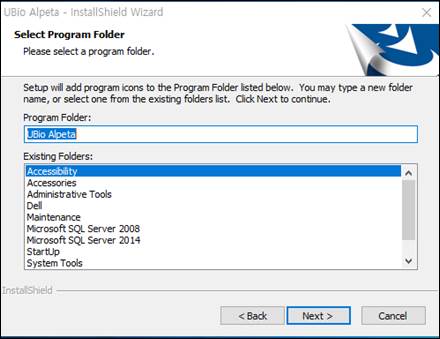 UBio Alpeta - InstallShield Wizard
Select Program Folder
Please select a program folder.
Setup will add program icons to the Program Folder listed below. You may type a new folder
name, or select one from the existing folders list. Click Next to continue.
Program Folder:
UBio Alpeta
Existing Folders:
Accessibility
Accessories
Administrative Tools
Dell
Maintenance
Microsoft SQL Server 2008
Microsoft SQL Server 2014
StartUp
System Tools
InstallShield
< Back
Next >
Cancel